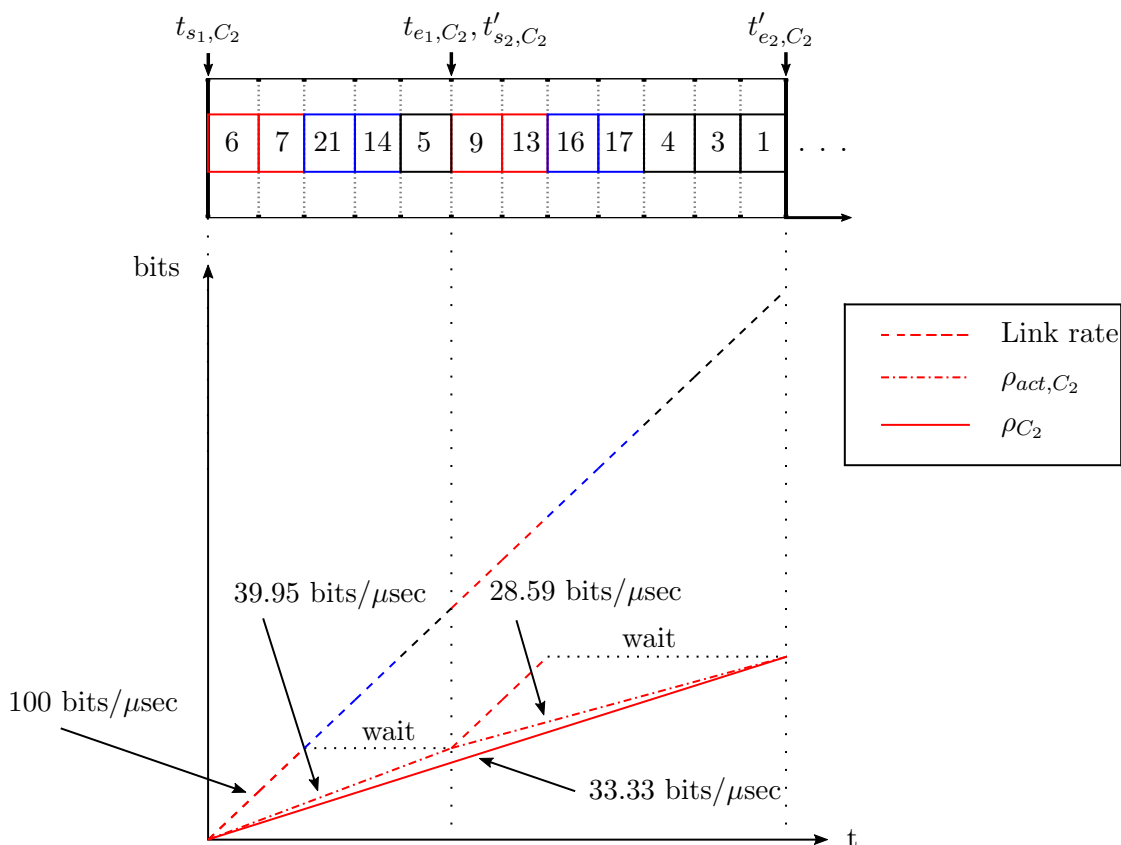 t_{s_1,C_2} t_{e_1,C_2}, t'_{s_2,C_2} t'_{e_2,C_2}
6 7 21 14 5 9 13 16 17 4 3 1 . . .
bits
Link rate
ρ_{act,C_2}
ρ_{C_2}
39.95 bits/μsec
28.59 bits/μsec
wait
100 bits/μsec
wait
33.33 bits/μsec
t